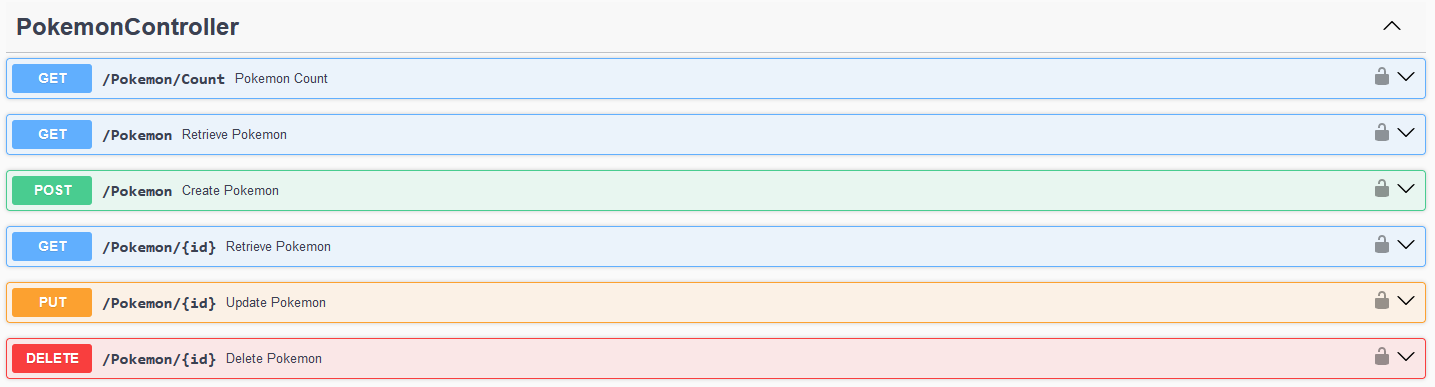 PokemonController
GET /Pokemon/Count Pokemon Count
GET /Pokemon Retrieve Pokemon
POST /Pokemon Create Pokemon
GET /Pokemon/{id} Retrieve Pokemon
PUT /Pokemon/{id} Update Pokemon
DELETE /Pokemon/{id} Delete Pokemon